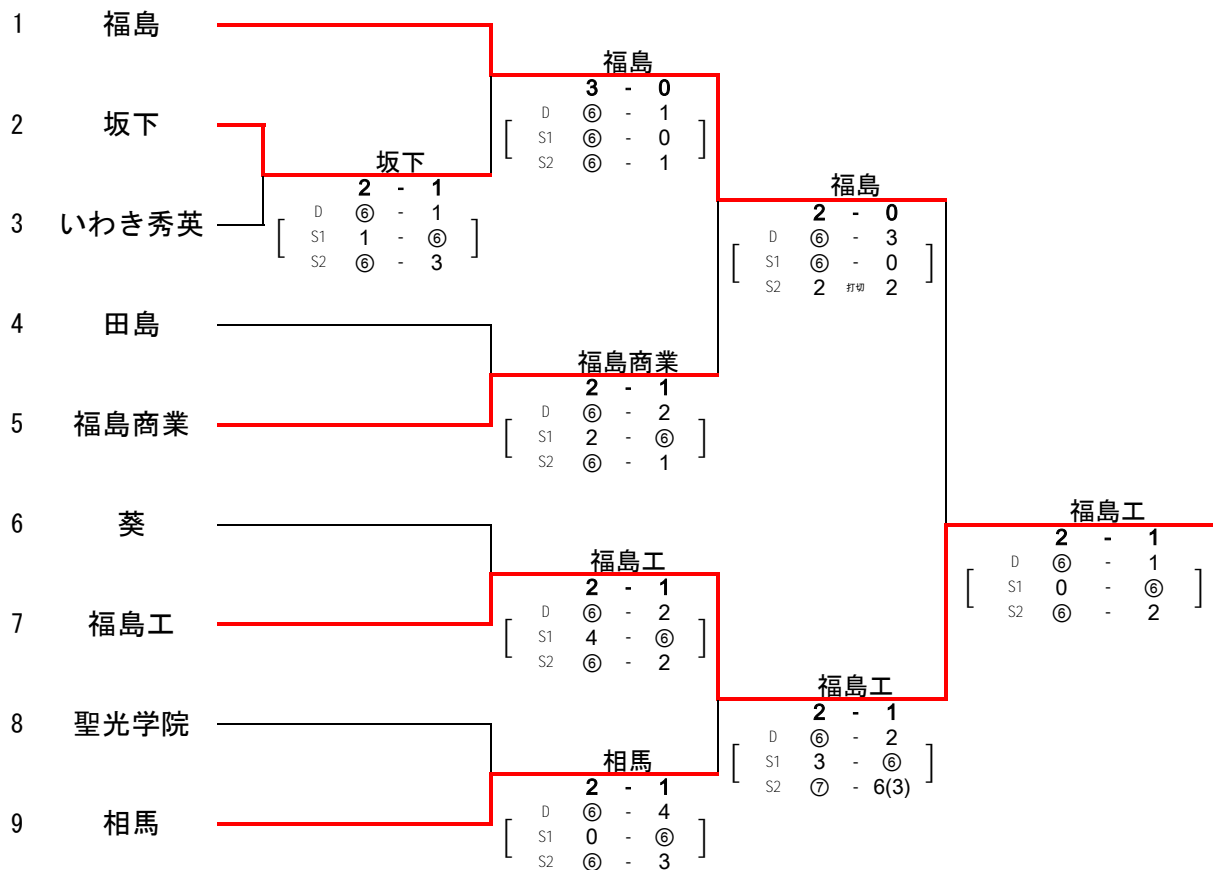 1 福島
2 坂下
3 いわき秀英
4 田島
5 福島商業
6 葵
7 福島工
8 聖光学院
9 相馬
坂下
2 - 1
D ⑥ - 1
S1 1 - ⑥
S2 ⑥ - 3
福島
3 - 0
D ⑥ - 1
S1 ⑥ - 0
S2 ⑥ - 1
福島商業
2 - 1
D ⑥ - 2
S1 2 - ⑥
S2 ⑥ - 1
福島工
2 - 1
D ⑥ - 2
S1 4 - ⑥
S2 ⑥ - 2
相馬
2 - 1
D ⑥ - 4
S1 0 - ⑥
S2 ⑥ - 3
福島
2 - 0
D ⑥ - 3
S1 ⑥ - 0
S2 2 打切 2
福島工
2 - 1
D ⑥ - 2
S1 3 - ⑥
S2 ⑦ - 6(3)
福島工
2 - 1
D ⑥ - 1
S1 0 - ⑥
S2 ⑥ - 2